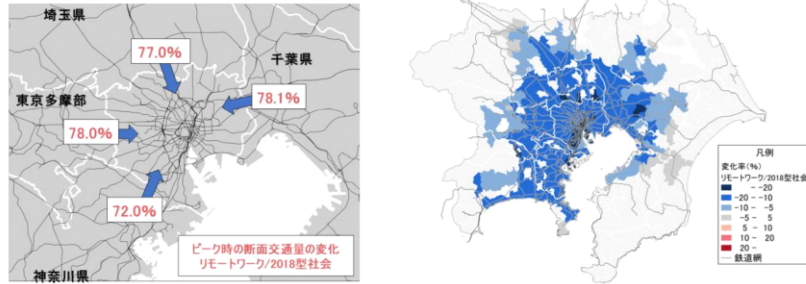 埼玉県
77.0%
千葉県
78.1%
東京多摩部
78.0%
72.0%
ピーク時の断面交通量の変化
リモートワーク/2018型社会
神奈川県
凡例
変化率(%)
リモートワーク/2018型社会
- -20
-20 - -10
-10 - -5
-5 - 5
5 - 10
10 - 20
20 -
鉄道網